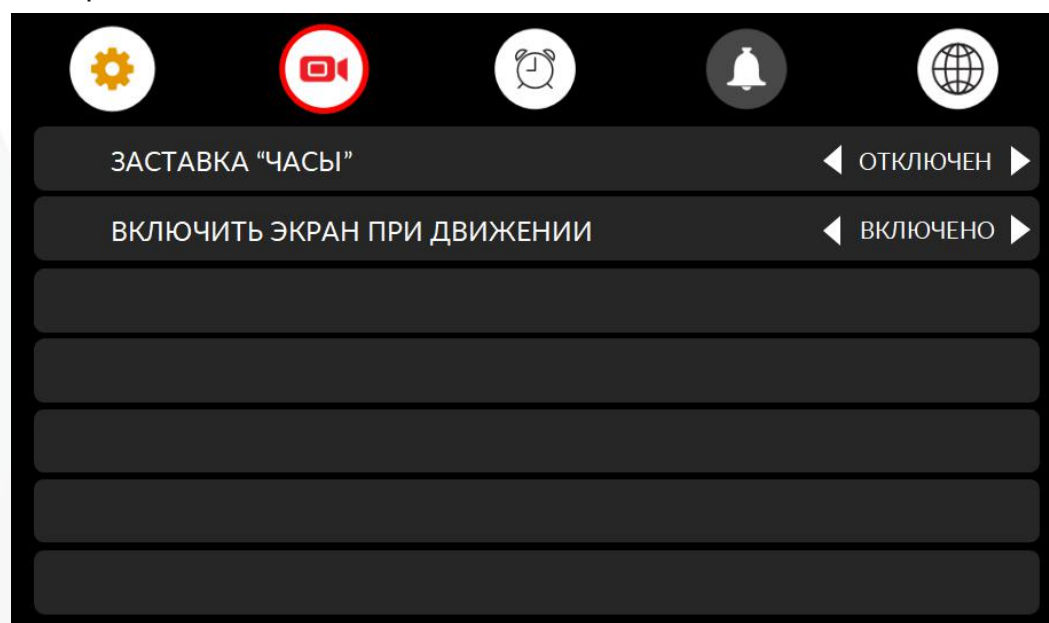 ЗАСТАВКА “ЧАСЫ”
ОТКЛЮЧЕН
ВКЛЮЧИТЬ ЭКРАН ПРИ ДВИЖЕНИИ
ВКЛЮЧЕНО